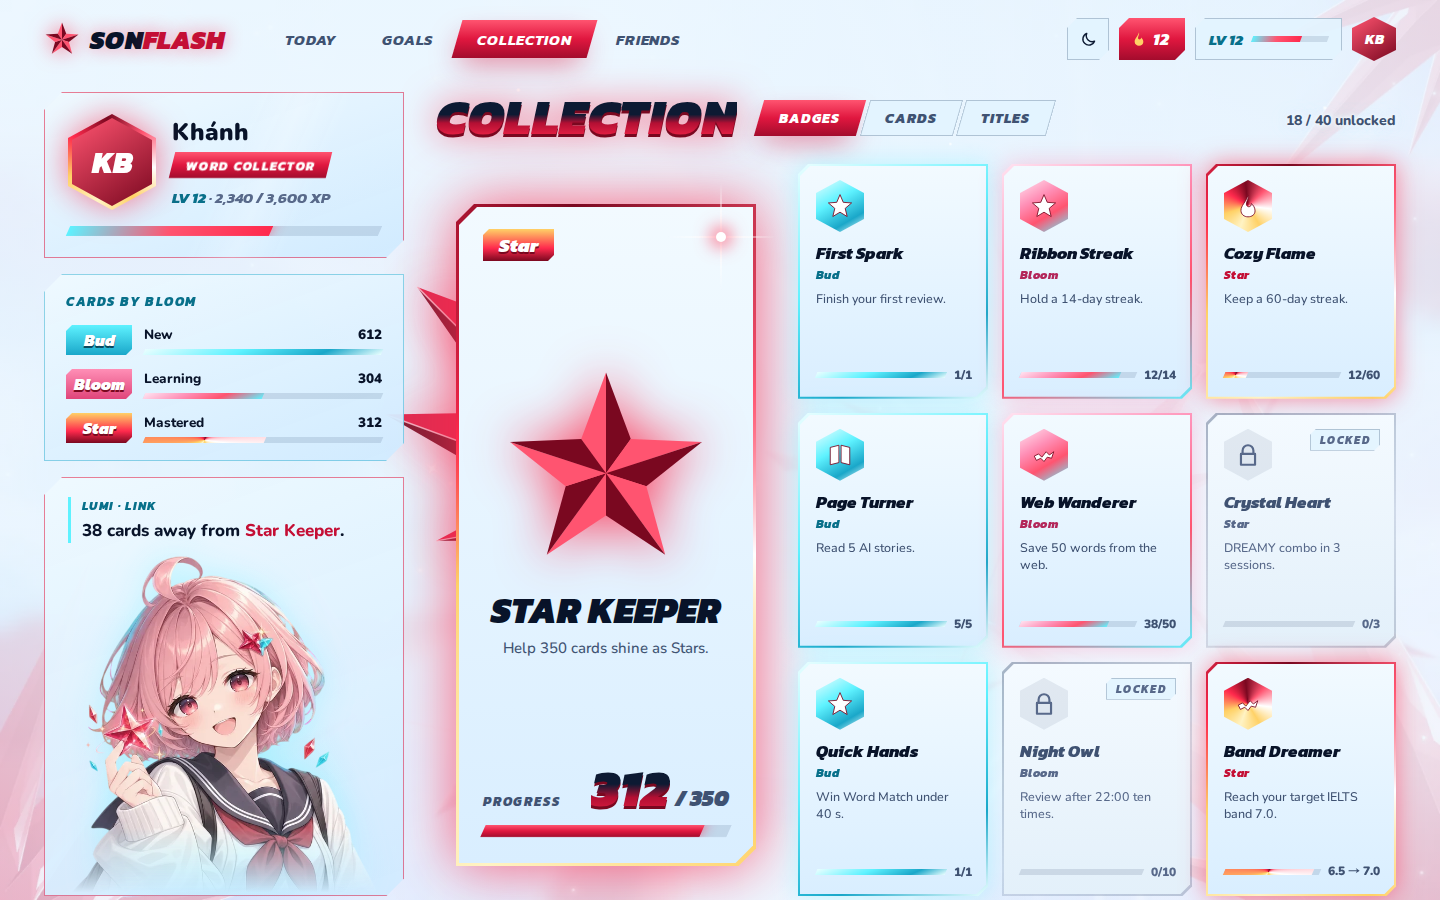 SONFLASH
TODAY
GOALS
COLLECTION
FRIENDS
12
LV 12
KB
KB
Khánh
WORD COLLECTOR
LV 12 · 2,340 / 3,600 XP
CARDS BY BLOOM
Bud
New
612
Bloom
Learning
304
Star
Mastered
312
LUMI · LINK
38 cards away from Star Keeper.
COLLECTION
BADGES
CARDS
TITLES
18 / 40 unlocked
Star
STAR KEEPER
Help 350 cards shine as Stars.
PROGRESS
312 / 350
First Spark
Bud
Finish your first review.
1/1
Ribbon Streak
Bloom
Hold a 14-day streak.
12/14
Cozy Flame
Star
Keep a 60-day streak.
12/60
Page Turner
Bud
Read 5 AI stories.
5/5
Web Wanderer
Bloom
Save 50 words from the
web.
38/50
LOCKED
Crystal Heart
Star
DREAMY combo in 3
sessions.
0/3
Quick Hands
Bud
Win Word Match under
40 s.
1/1
LOCKED
Night Owl
Bloom
Review after 22:00 ten
times.
0/10
Band Dreamer
Star
Reach your target IELTS
band 7.0.
6.5 → 7.0